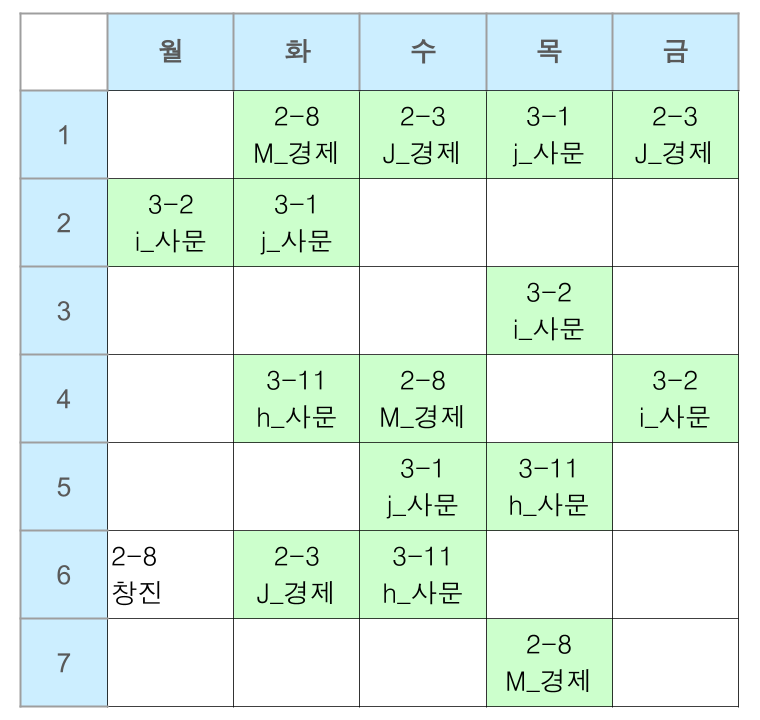 월 화 수 목 금
1
2-8 2-3 3-1 2-3
M_경제 J_경제 j_사문 J_경제
2
3-2 3-1
i_사문 j_사문
3
3-2
i_사문
4
3-11 2-8 3-2
h_사문 M_경제 i_사문
5
3-1 3-11
j_사문 h_사문
6
2-8 2-3 3-11
창진 J_경제 h_사문
7
2-8
M_경제